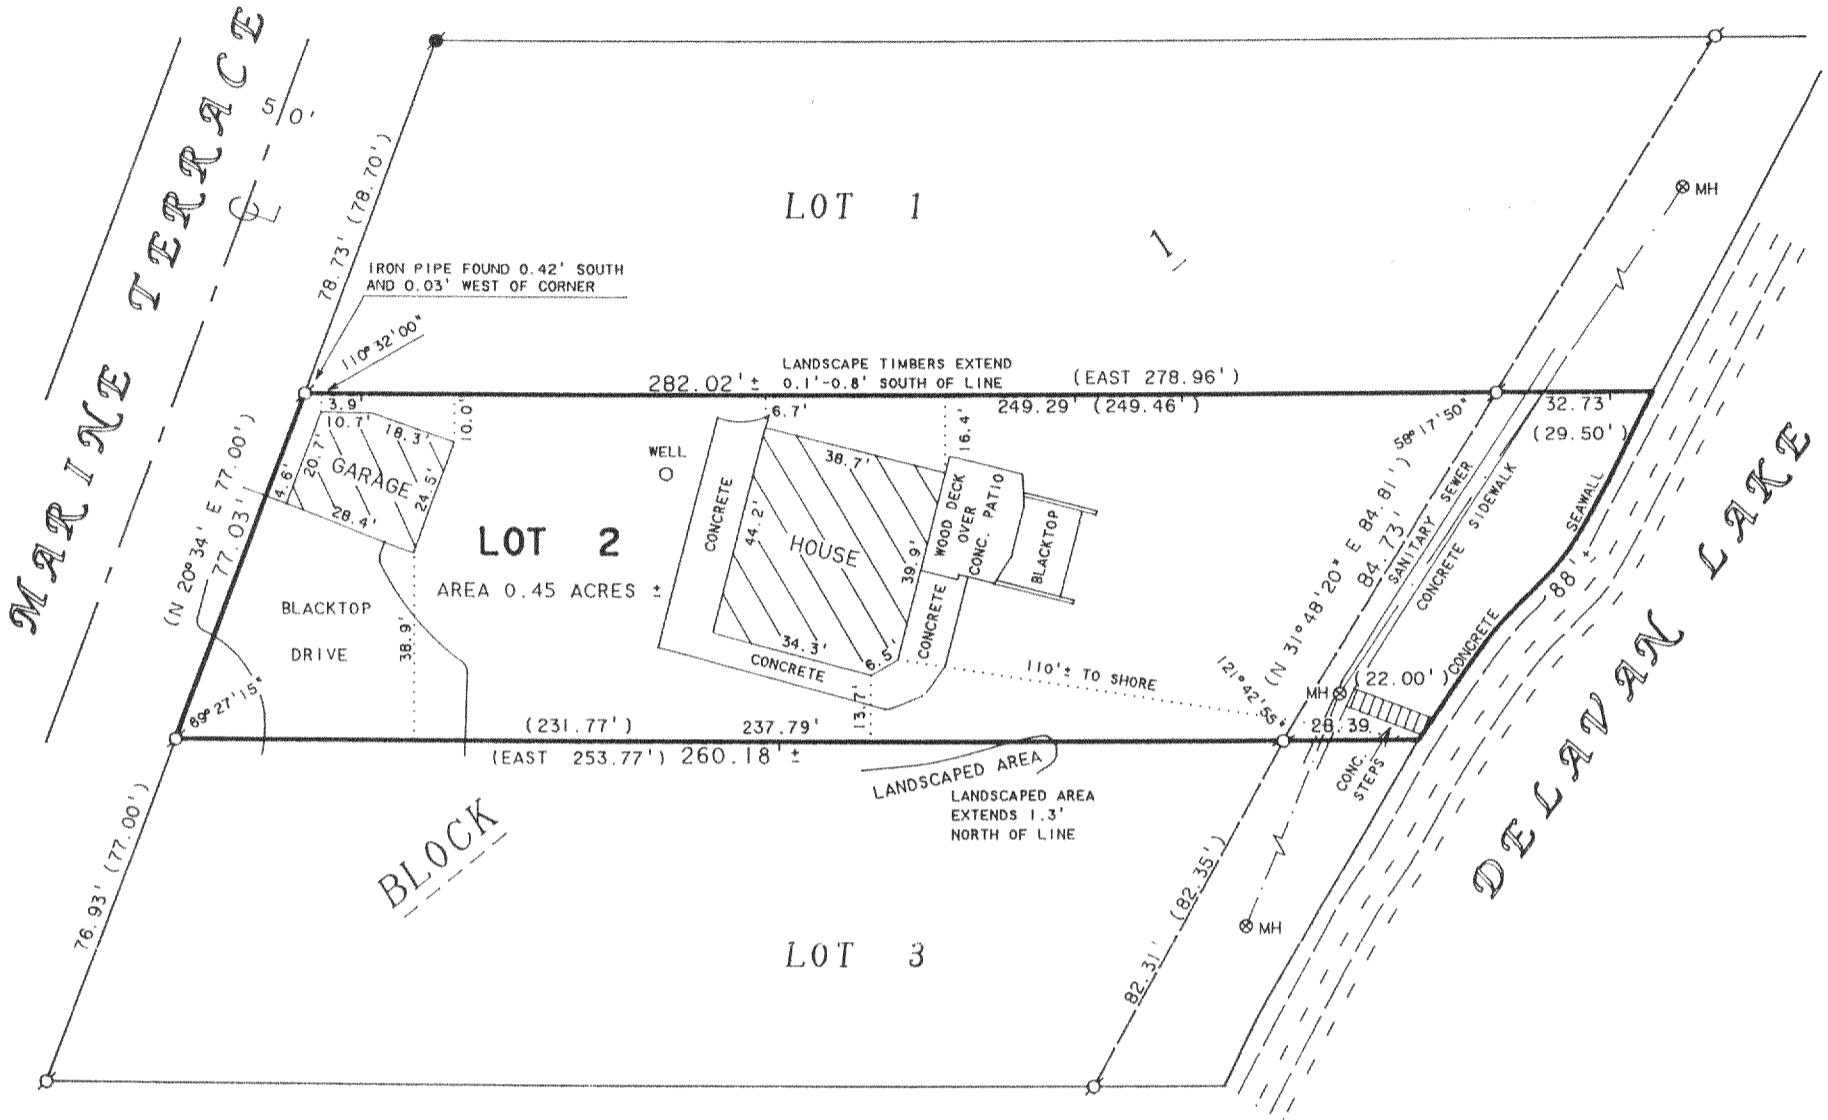 MARINE TERRACE
50'
CL
78.73' (78.70')
LOT 1
1
MH
IRON PIPE FOUND 0.42' SOUTH
AND 0.03' WEST OF CORNER
110° 32'00"
LANDSCAPE TIMBERS EXTEND
0.1'-0.8' SOUTH OF LINE
282.02'±
(EAST 278.96')
249.29' (249.46')
58° 17'50"
32.73'
(29.50')
3.9'
10.7'
18.3'
10.0'
20.7'
4.6'
GARAGE
24.5'
28.4'
6.7'
16.4'
WELL
38.7'
CONCRETE
44.2'
HOUSE
39.9'
WOOD DECK
OVER
CONC. PATIO
BLACKTOP
LOT 2
AREA 0.45 ACRES ±
(N 20° 34' E 77.00')
77.03'
BLACKTOP
DRIVE
38.9'
34.3'
6.5'
CONCRETE
CONCRETE
13.7'
110'± TO SHORE
(N 31° 48'20" E 84.81')
84.73'
SANITARY SEWER
CONCRETE SIDEWALK
CONCRETE SEAWALL
88'±
DELAVAN LAKE
69° 27'15"
121° 42'55"
MH
(22.00')
28.39
CONC.
STEPS
(231.77')
237.79'
(EAST 253.77') 260.18'±
LANDSCAPED AREA
LANDSCAPED AREA
EXTENDS 1.3'
NORTH OF LINE
76.93' (77.00')
BLOCK
LOT 3
82.31' (82.35')
MH